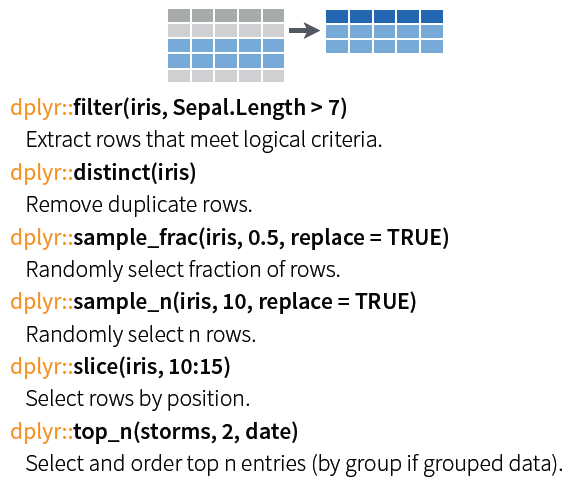 dplyr::filter(iris, Sepal.Length > 7)
Extract rows that meet logical criteria.
dplyr::distinct(iris)
Remove duplicate rows.
dplyr::sample_frac(iris, 0.5, replace = TRUE)
Randomly select fraction of rows.
dplyr::sample_n(iris, 10, replace = TRUE)
Randomly select n rows.
dplyr::slice(iris, 10:15)
Select rows by position.
dplyr::top_n(storms, 2, date)
Select and order top n entries (by group if grouped data).